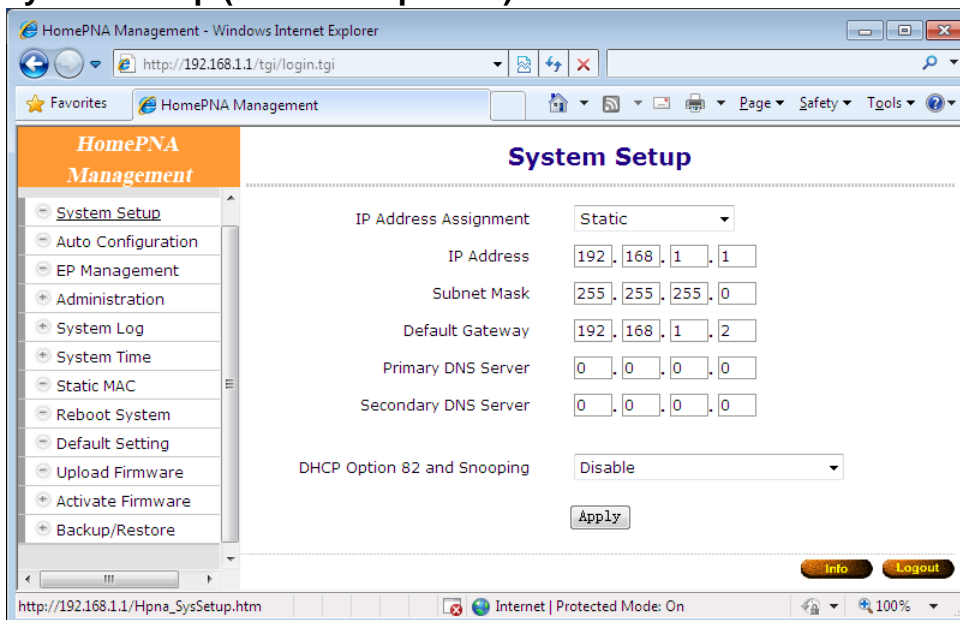 HomePNA Management - Windows Internet Explorer
http://192.168.1.1/tgi/login.tgi
Favorites HomePNA Management Page Safety Tools
HomePNA
Management
System Setup
Auto Configuration
EP Management
Administration
System Log
System Time
Static MAC
Reboot System
Default Setting
Upload Firmware
Activate Firmware
Backup/Restore
System Setup
IP Address Assignment Static
IP Address 192. 168. 1 . 1
Subnet Mask 255. 255. 255. 0
Default Gateway 192. 168. 1 . 2
Primary DNS Server 0 . 0 . 0 . 0
Secondary DNS Server 0 . 0 . 0 . 0
DHCP Option 82 and Snooping Disable
Apply
Info Logout
http://192.168.1.1/Hpna_SysSetup.htm Internet | Protected Mode: On 100%